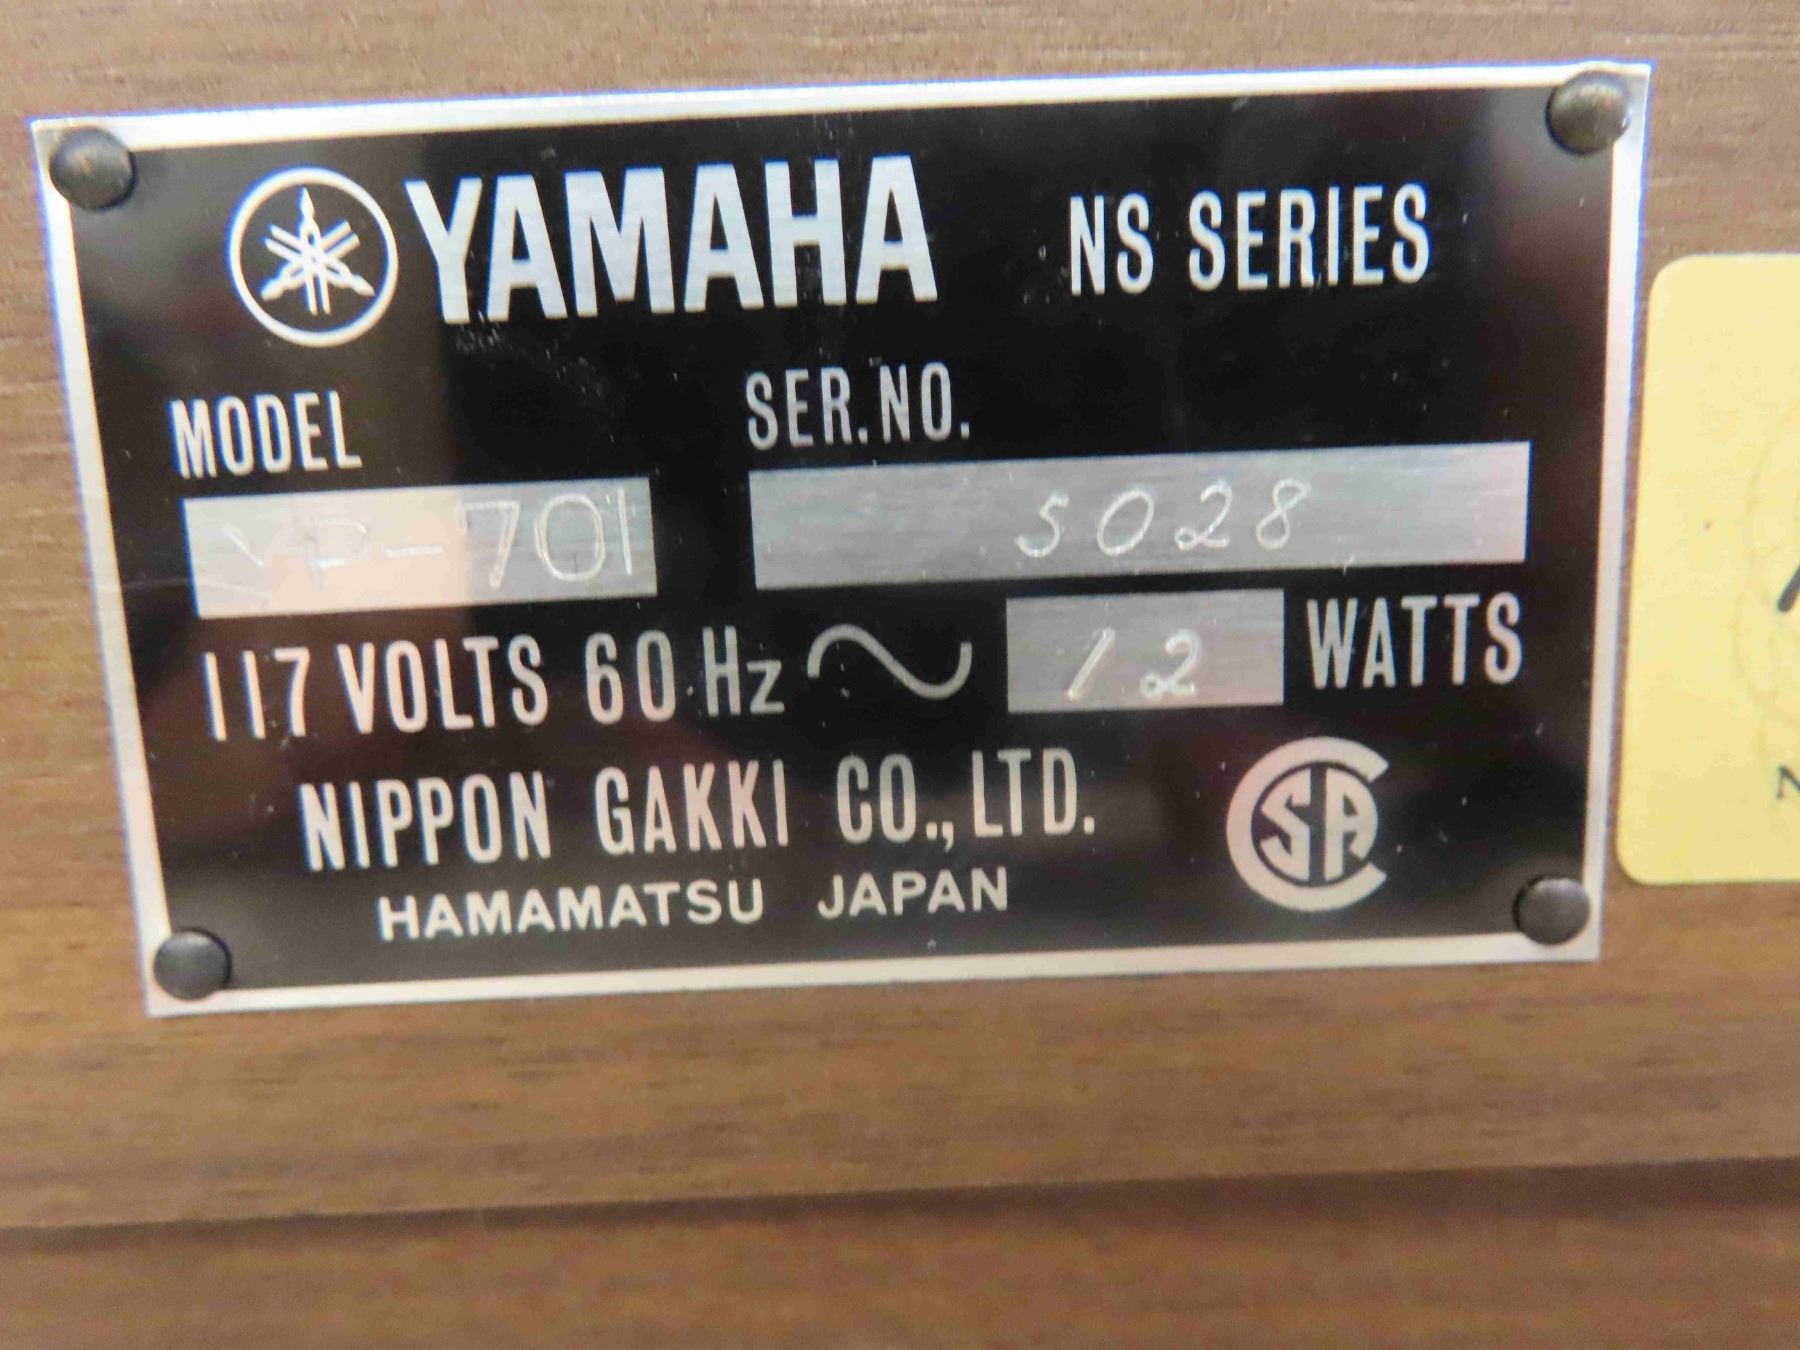 YAMAHA NS SERIES
MODEL SER.NO.
YP-701 5028
117 VOLTS 60 Hz ~ 12 WATTS
NIPPON GAKKI CO., LTD.
HAMAMATSU JAPAN
CSA